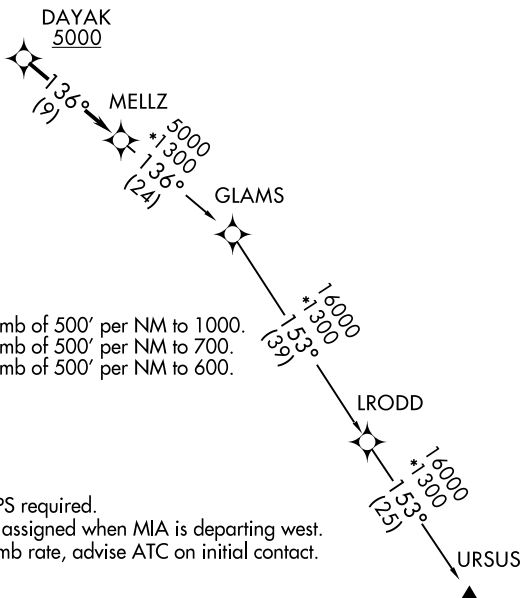 DAYAK
5000
136°
(9)
MELLZ
5000
*1300
136°
(24)
GLAMS
16000
*1300
153°
(39)
mb of 500' per NM to 1000.
mb of 500' per NM to 700.
mb of 500' per NM to 600.
LRODD
16000
*1300
153°
(25)
PS required.
assigned when MIA is departing west.
mb rate, advise ATC on initial contact.
URSUS